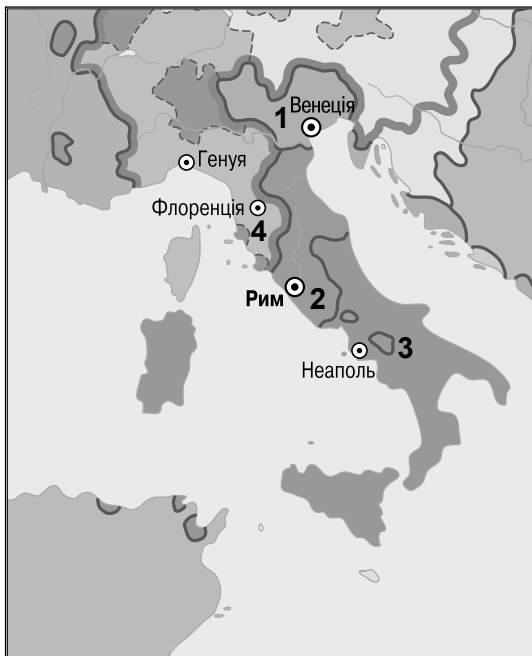 1 Венеція
Генуя
Флоренція
4
Рим 2
3
Неаполь